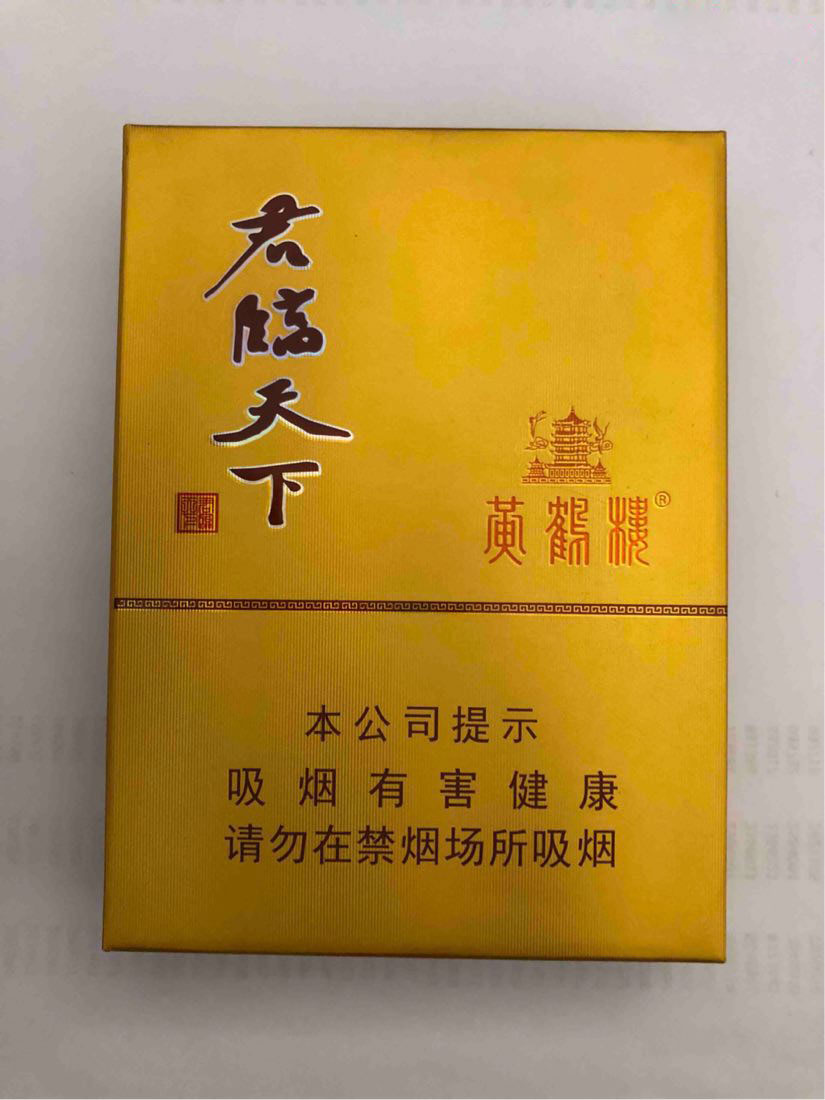 君临天下
黄鹤楼®
本公司提示
吸烟有害健康
请勿在禁烟场所吸烟